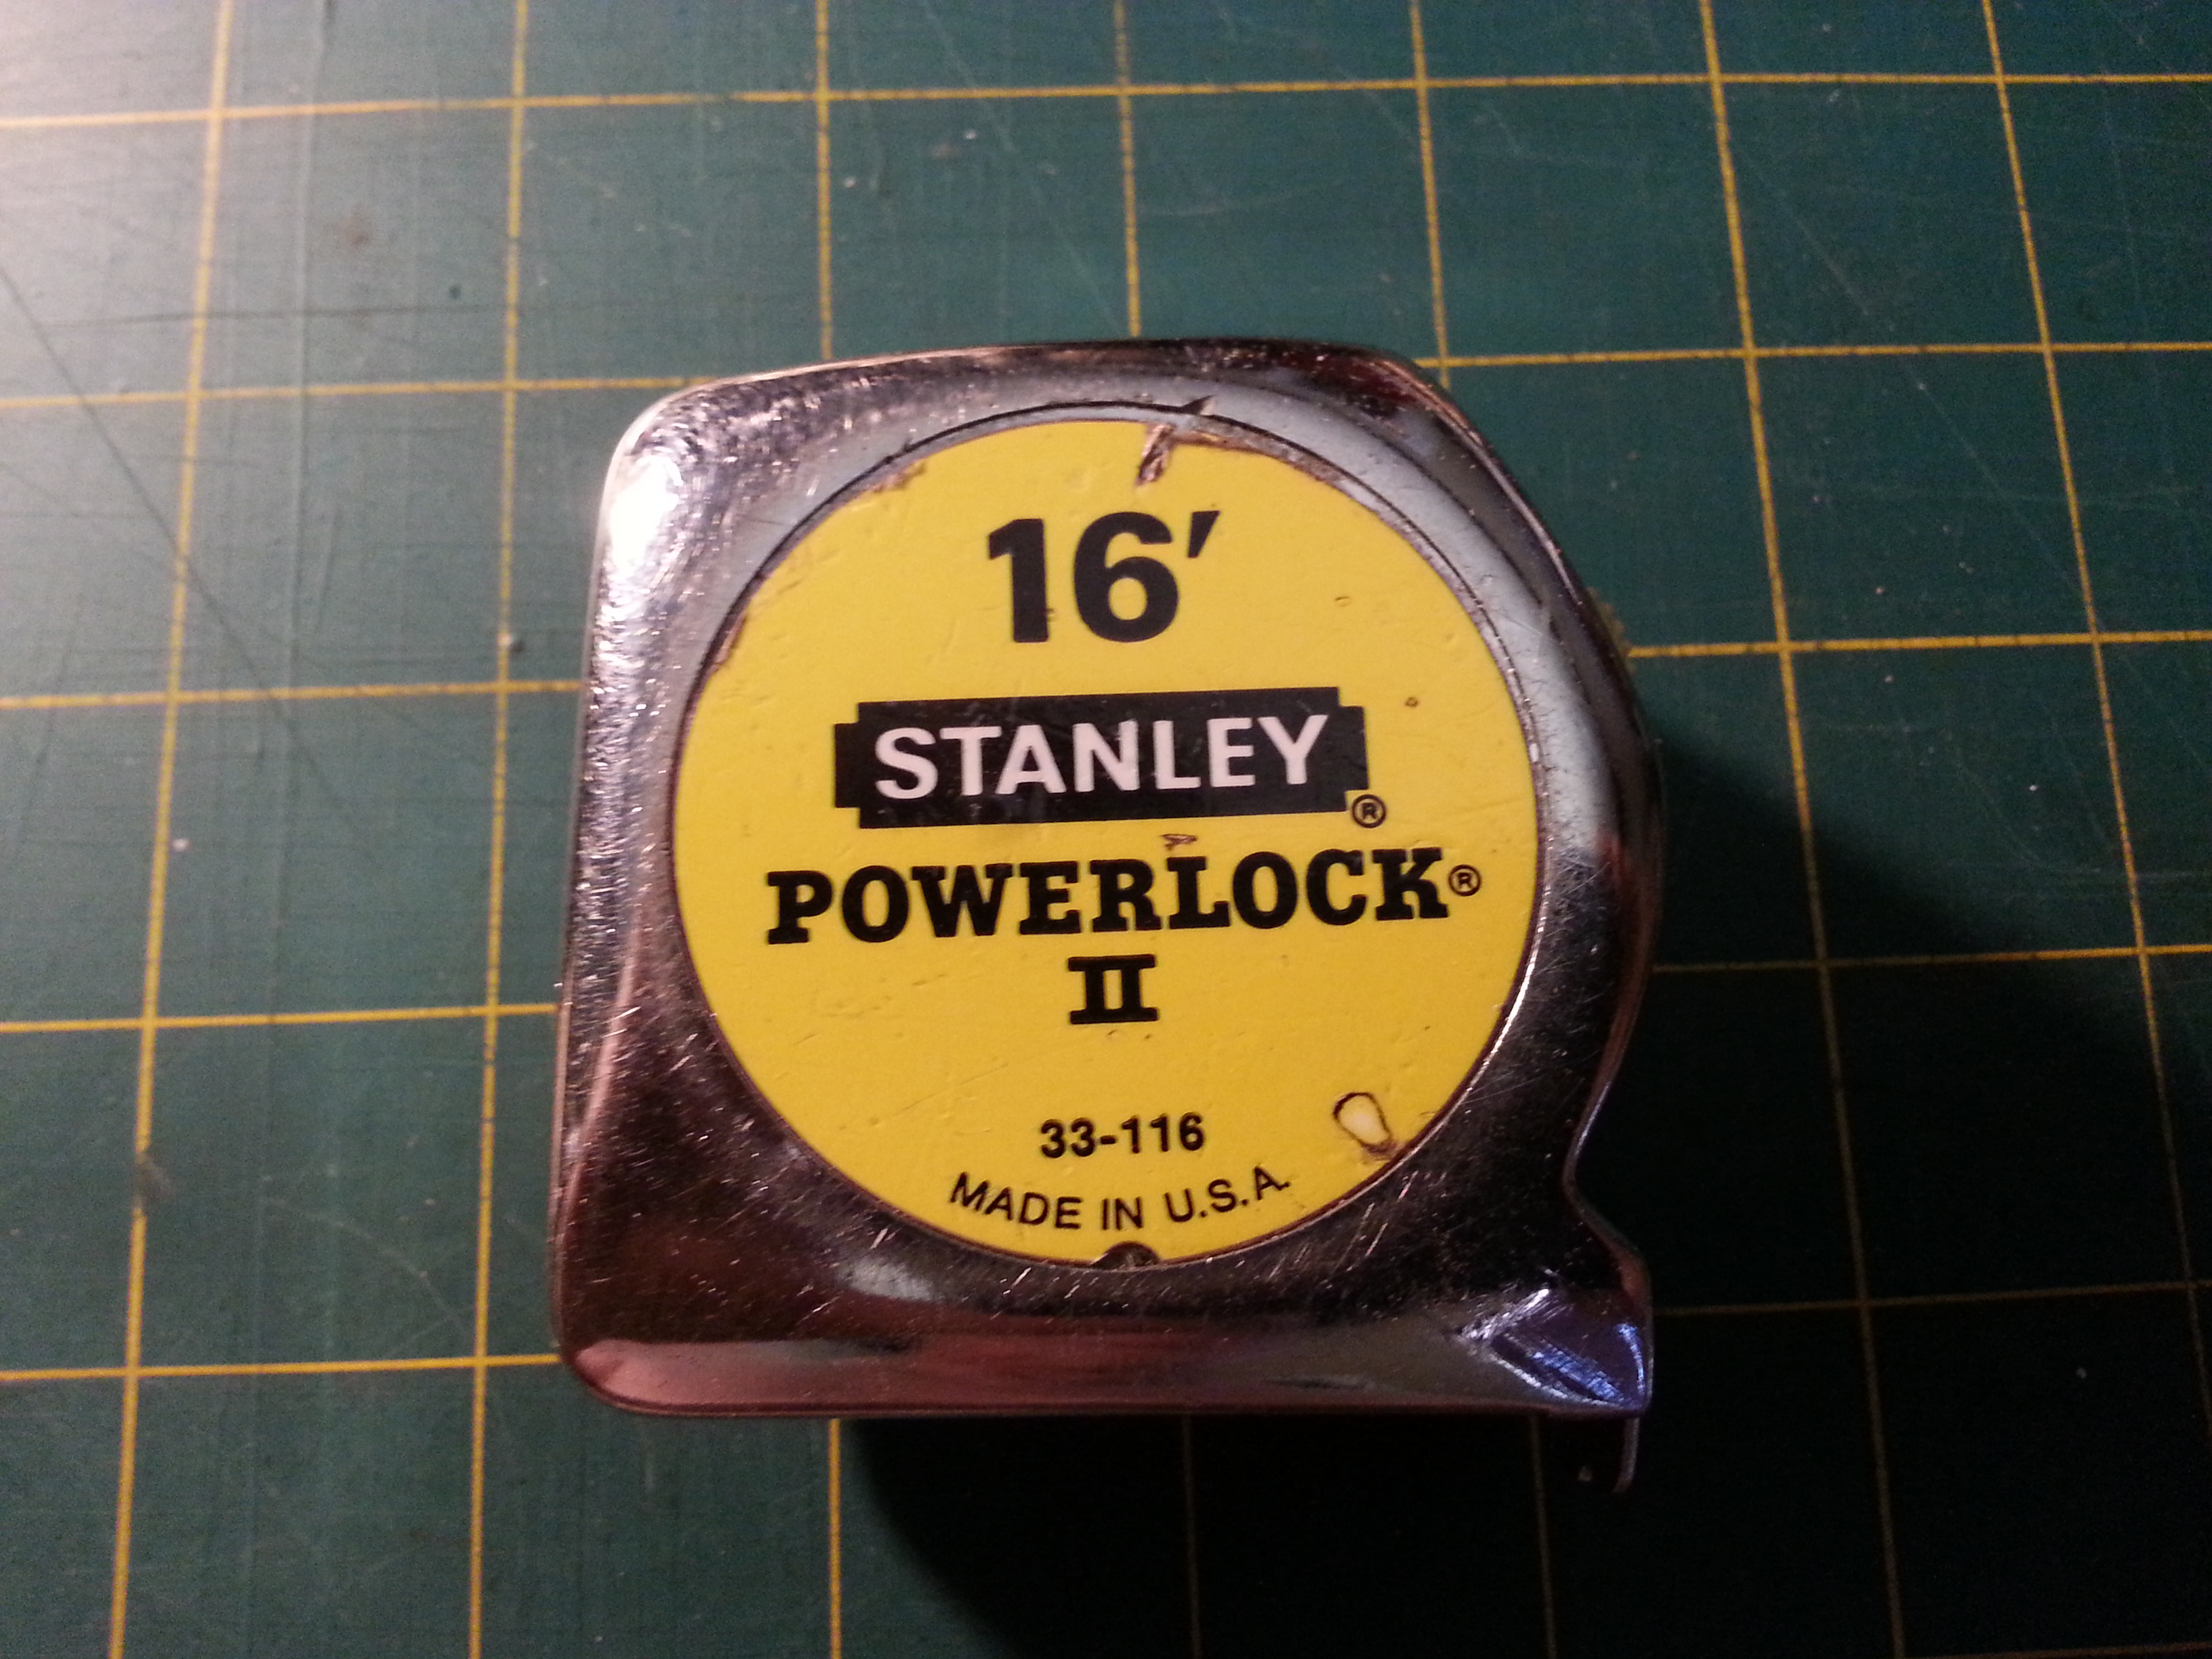 16'
STANLEY®
POWERLOCK®
II
33-116
MADE IN U.S.A.